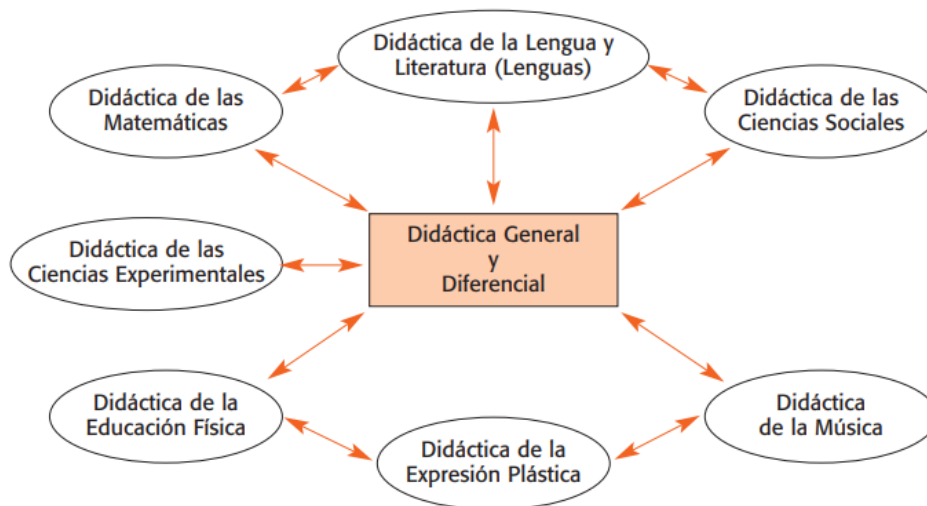 Didáctica de la Lengua y
Literatura (Lenguas)
Didáctica de las
Matemáticas
Didáctica de las
Ciencias Sociales
Didáctica de las
Ciencias Experimentales
Didáctica General
y
Diferencial
Didáctica de la
Educación Física
Didáctica de la
Expresión Plástica
Didáctica
de la Música